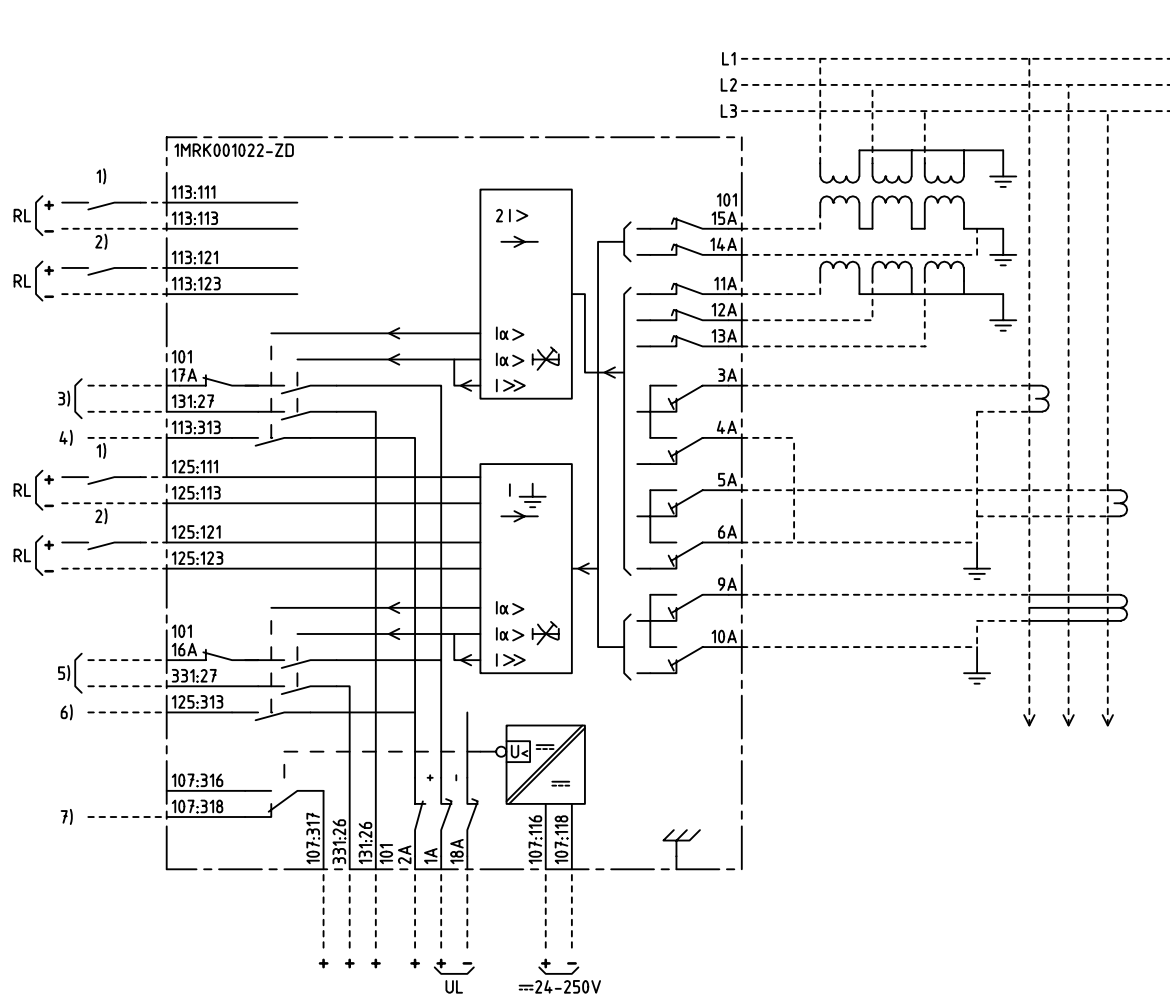 L1
L2
L3
1MRK001022-ZD
1)
113:111
RL + 
-
113:113
2)
113:121
RL +
-
113:123
2I>
101
15A
14A
11A
12A
13A
Iα>
Iα>
I>>
101
17A
3)
131:27
4)
113:313
3A
4A
1)
125:111
RL +
-
125:113
2)
125:121
RL +
-
125:123
I
5A
6A
9A
10A
Iα>
Iα>
I>>
101
16A
5)
331:27
6)
125:313
U<
+ -
107:316
7)
107:318
107:317
331:26
131:26
101
2A
1A
18A
107:116
107:118
+ + + + + - + -
UL
24-250V